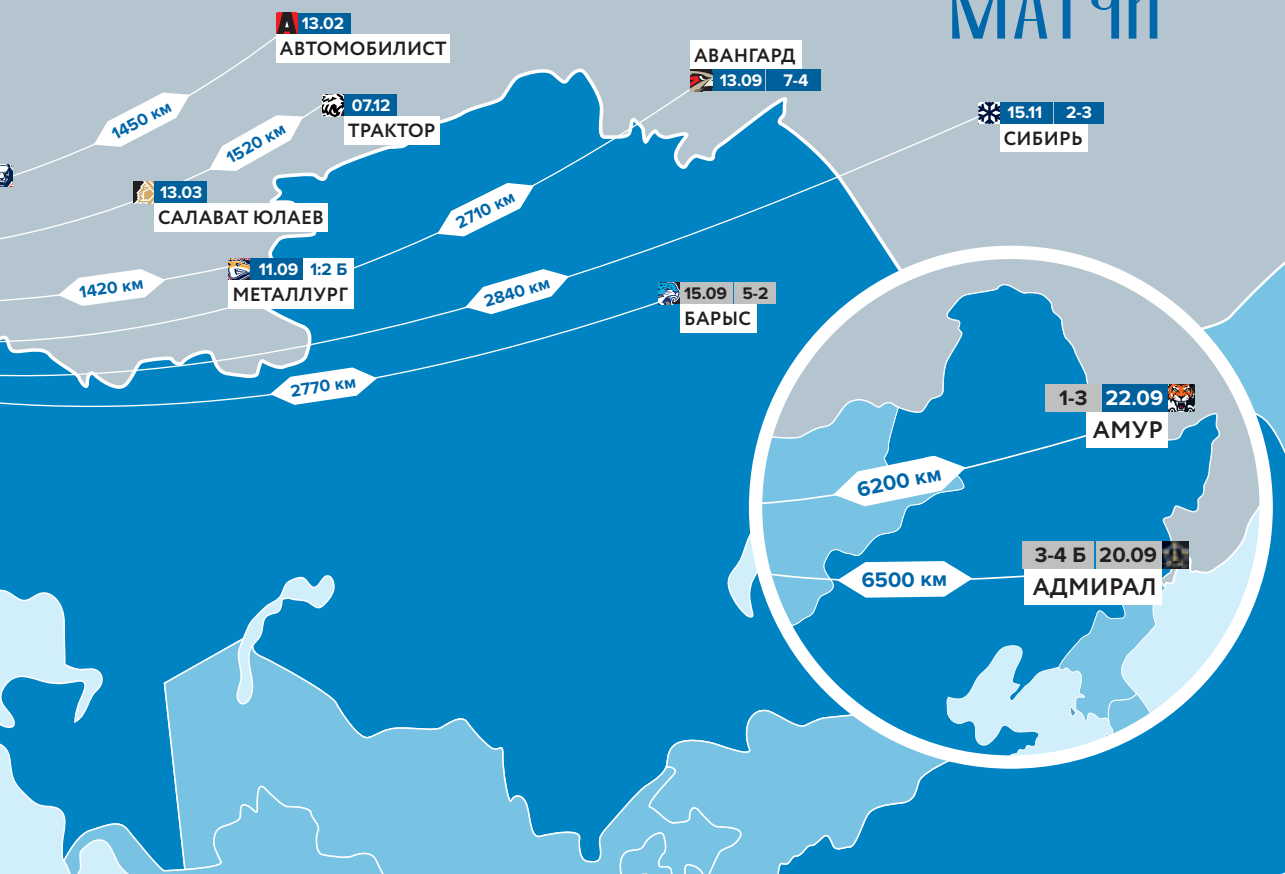 МАТЧИ
13.02
АВТОМОБИЛИСТ
1450 км
07.12
ТРАКТОР
1520 км
АВАНГАРД
13.09 7-4
15.11 2-3
СИБИРЬ
13.03
САЛАВАТ ЮЛАЕВ
2710 км
11.09 1:2 Б
МЕТАЛЛУРГ
1420 км
2840 км
15.09 5-2
БАРЫС
2770 км
1-3 22.09
АМУР
6200 км
3-4 Б 20.09
АДМИРАЛ
6500 км